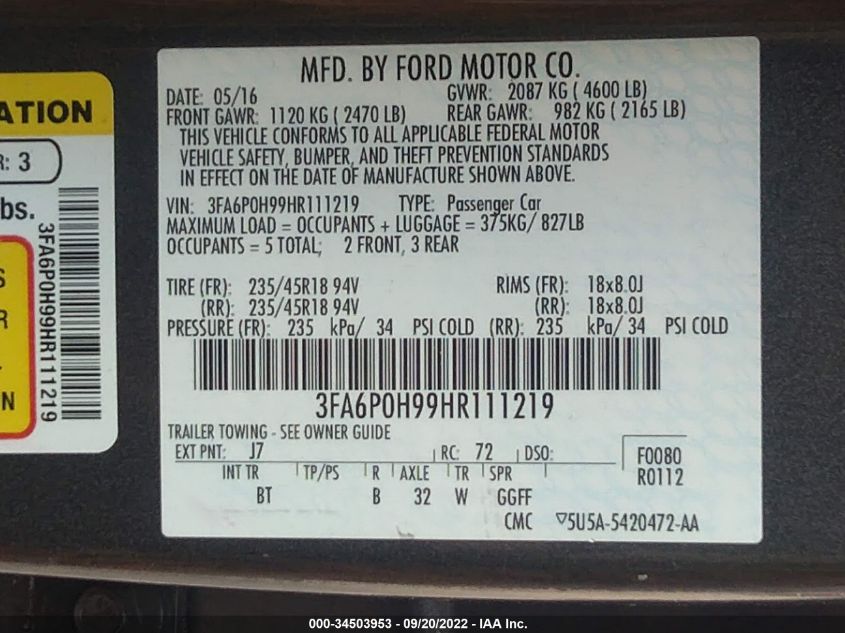 ATION
R: 3
bs.
3FA6P0H99HR111219
S
R
N
MFD. BY FORD MOTOR CO.
DATE: 05/16 GVWR: 2087 KG ( 4600 LB)
FRONT GAWR: 1120 KG ( 2470 LB) REAR GAWR: 982 KG ( 2165 LB)
THIS VEHICLE CONFORMS TO ALL APPLICABLE FEDERAL MOTOR
VEHICLE SAFETY, BUMPER, AND THEFT PREVENTION STANDARDS
IN EFFECT ON THE DATE OF MANUFACTURE SHOWN ABOVE.
VIN: 3FA6P0H99HR111219 TYPE: Passenger Car
MAXIMUM LOAD = OCCUPANTS + LUGGAGE = 375KG/ 827LB
OCCUPANTS = 5 TOTAL; 2 FRONT, 3 REAR
TIRE (FR): 235/45R18 94V RIMS (FR): 18x8.0J
(RR): 235/45R18 94V (RR): 18x8.0J
PRESSURE (FR): 235 kPa/ 34 PSI COLD (RR): 235 kPa/ 34 PSI COLD
3FA6P0H99HR111219
TRAILER TOWING - SEE OWNER GUIDE
EXT PNT: J7 RC: 72 DSO: F0080
R0112
INT TR TP/PS R AXLE TR SPR
BT B 32 W GGFF
CMC ▽5U5A-5420472-AA
000-34503953 - 09/20/2022 - IAA Inc.